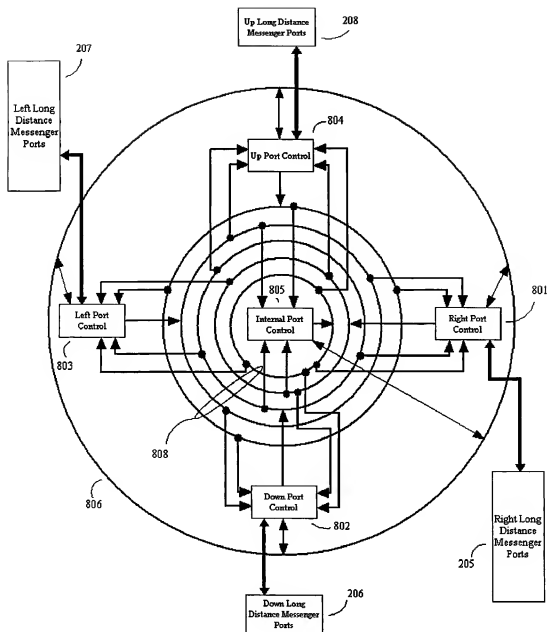 Up Long Distance
Messenger Ports
208
207
Left Long
Distance
Messenger
Ports
804
Up Port Control
805
801
Left Port
Control
Internal Port
Control
Right Port
Control
803
808
806
Down Port
Control
802
Right Long
Distance
Messenger
Ports
205
Down Long
Distance Messenger
Ports
206